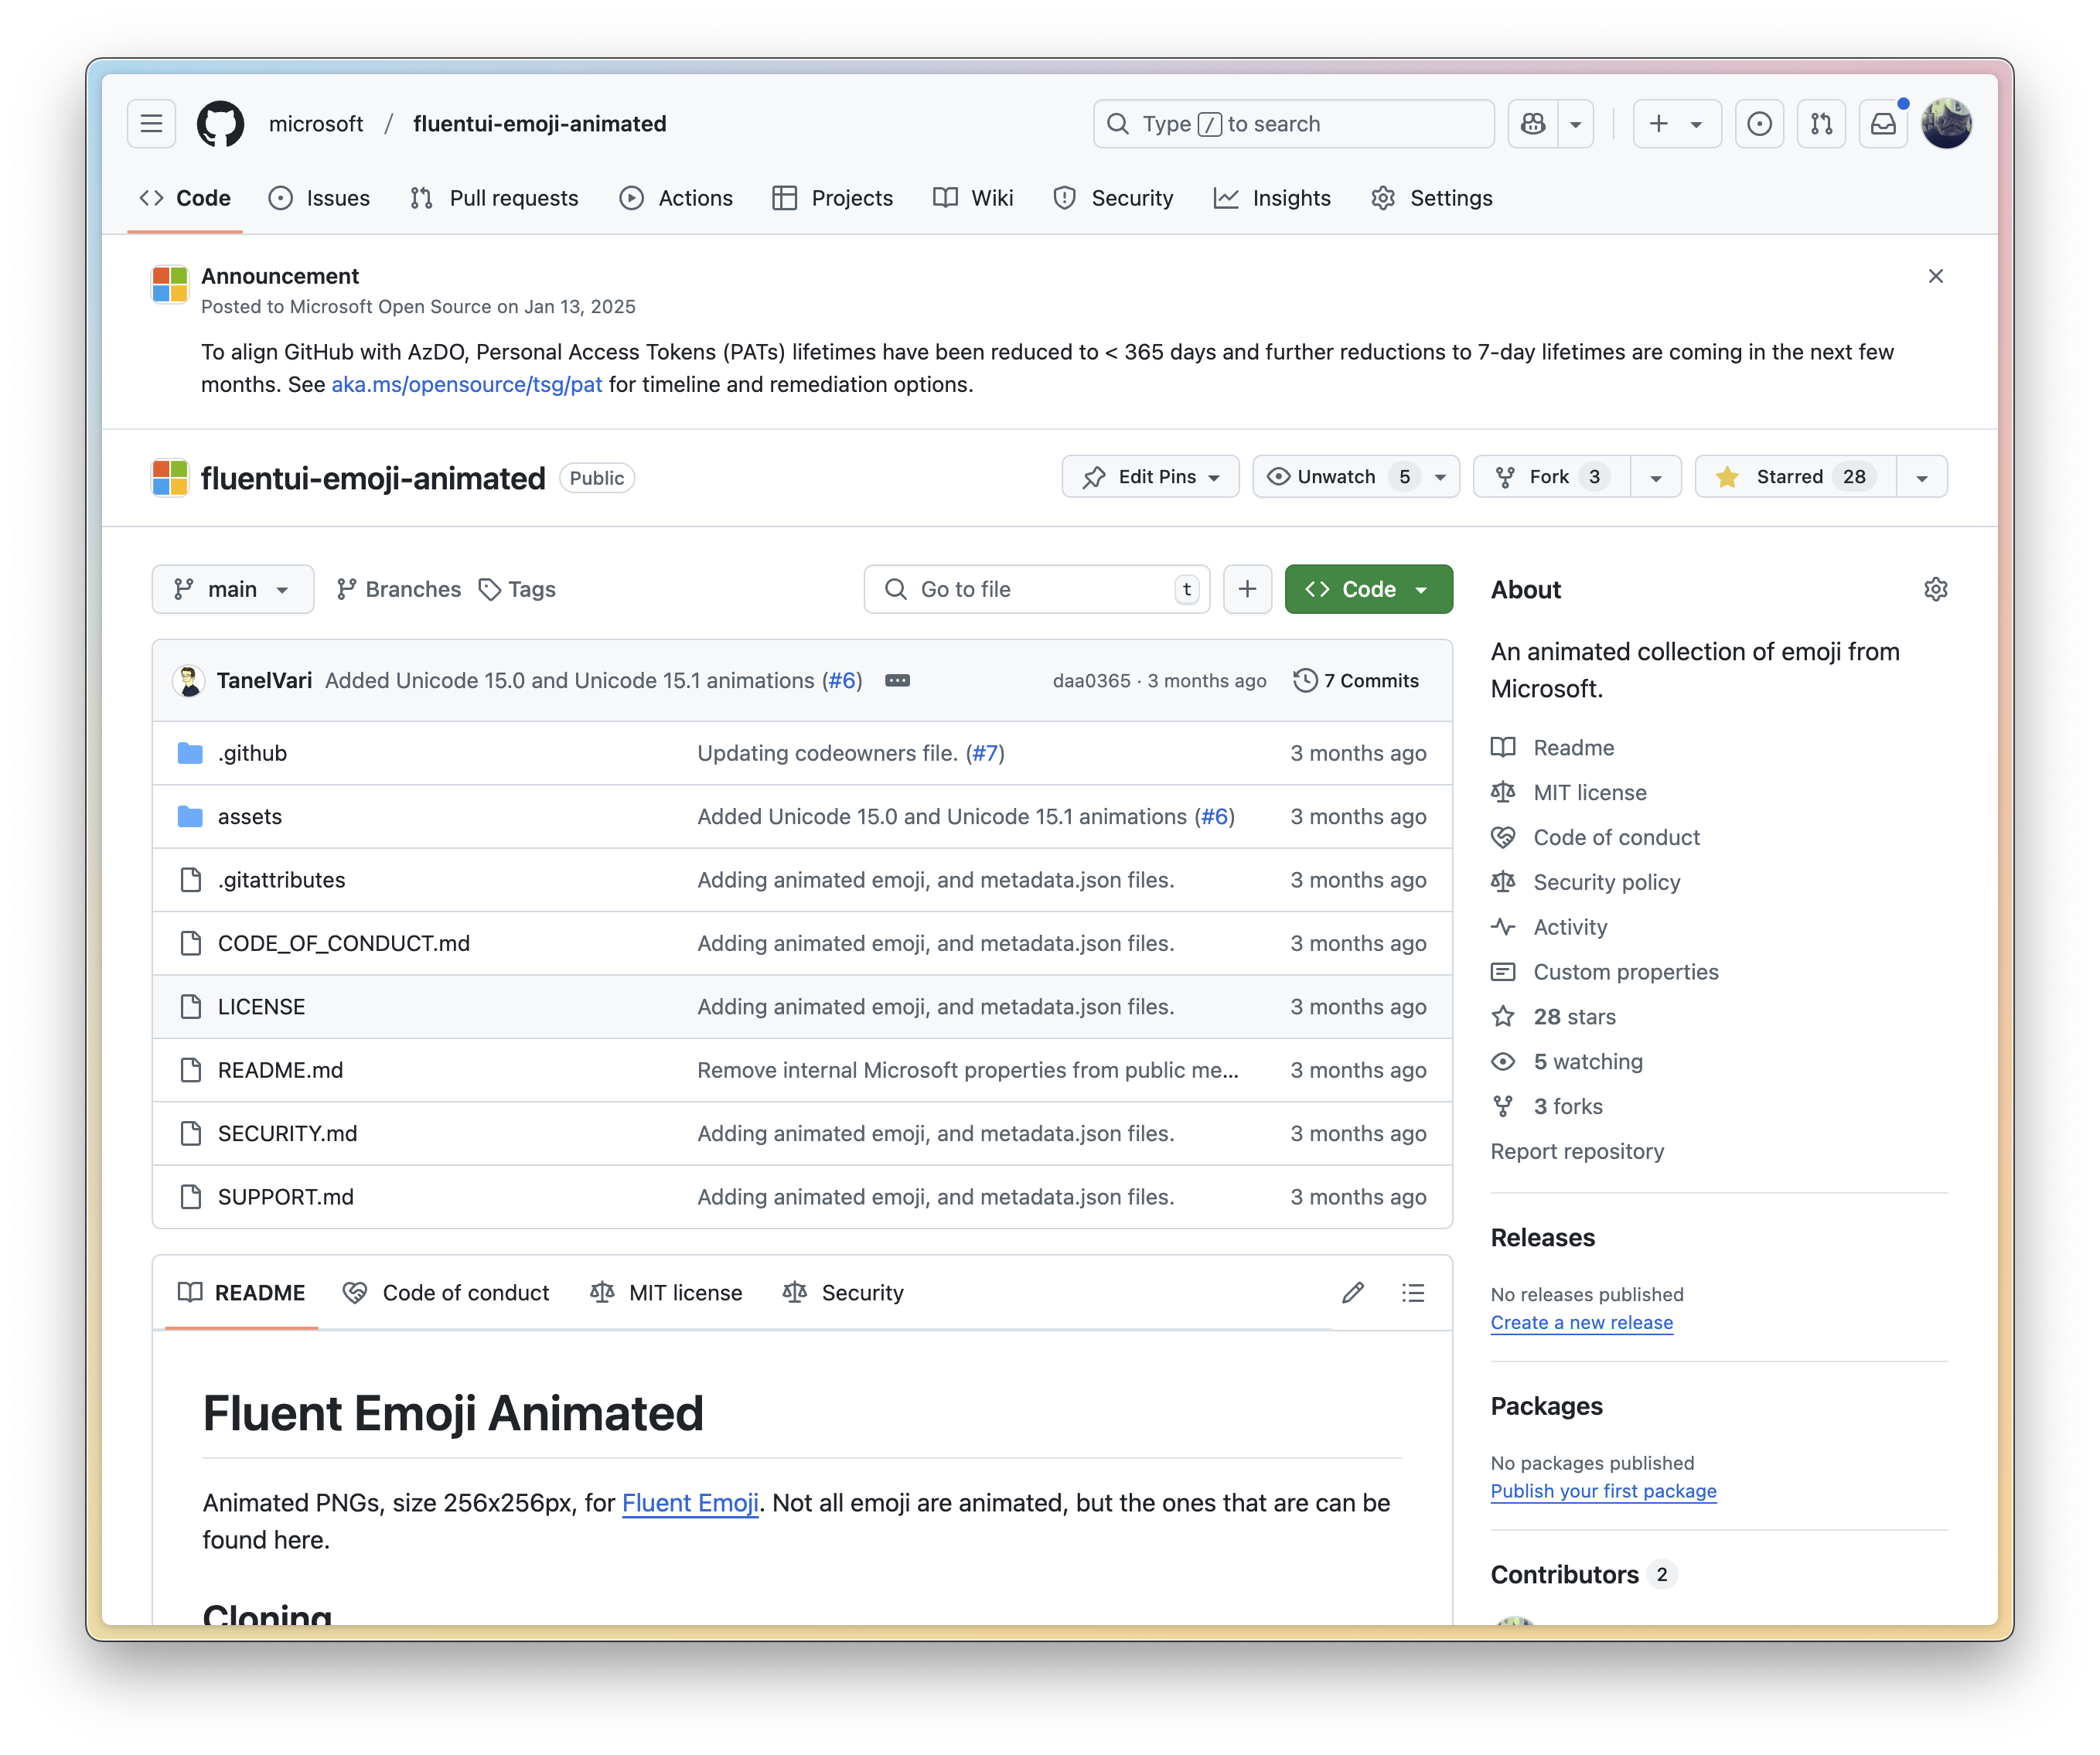 microsoft / fluentui-emoji-animated
Type / to search
Code Issues Pull requests Actions Projects Wiki Security Insights Settings
Announcement
Posted to Microsoft Open Source on Jan 13, 2025
To align GitHub with AzDO, Personal Access Tokens (PATs) lifetimes have been reduced to < 365 days and further reductions to 7-day lifetimes are coming in the next few
months. See aka.ms/opensource/tsg/pat for timeline and remediation options.
fluentui-emoji-animated Public
Edit Pins Unwatch 5 Fork 3 Starred 28
main Branches Tags Go to file t Code
TanelVari Added Unicode 15.0 and Unicode 15.1 animations (#6) daa0365 · 3 months ago 7 Commits
.github Updating codeowners file. (#7) 3 months ago
assets Added Unicode 15.0 and Unicode 15.1 animations (#6) 3 months ago
.gitattributes Adding animated emoji, and metadata.json files. 3 months ago
CODE_OF_CONDUCT.md Adding animated emoji, and metadata.json files. 3 months ago
LICENSE Adding animated emoji, and metadata.json files. 3 months ago
README.md Remove internal Microsoft properties from public me... 3 months ago
SECURITY.md Adding animated emoji, and metadata.json files. 3 months ago
SUPPORT.md Adding animated emoji, and metadata.json files. 3 months ago
README Code of conduct MIT license Security
Fluent Emoji Animated
Animated PNGs, size 256x256px, for Fluent Emoji. Not all emoji are animated, but the ones that are can be
found here.
Cloning
About
An animated collection of emoji from
Microsoft.
Readme
MIT license
Code of conduct
Security policy
Activity
Custom properties
28 stars
5 watching
3 forks
Report repository
Releases
No releases published
Create a new release
Packages
No packages published
Publish your first package
Contributors 2